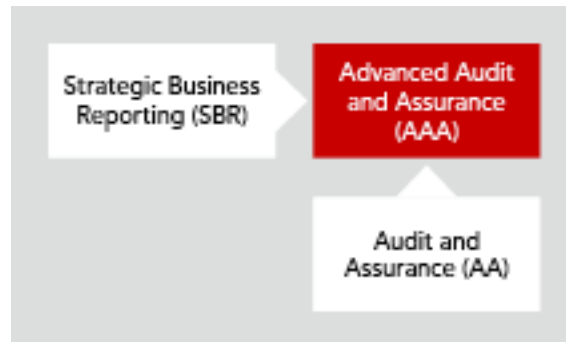 Strategic Business
Reporting (SBR)
Advanced Audit
and Assurance
(AAA)
Audit and
Assurance (AA)